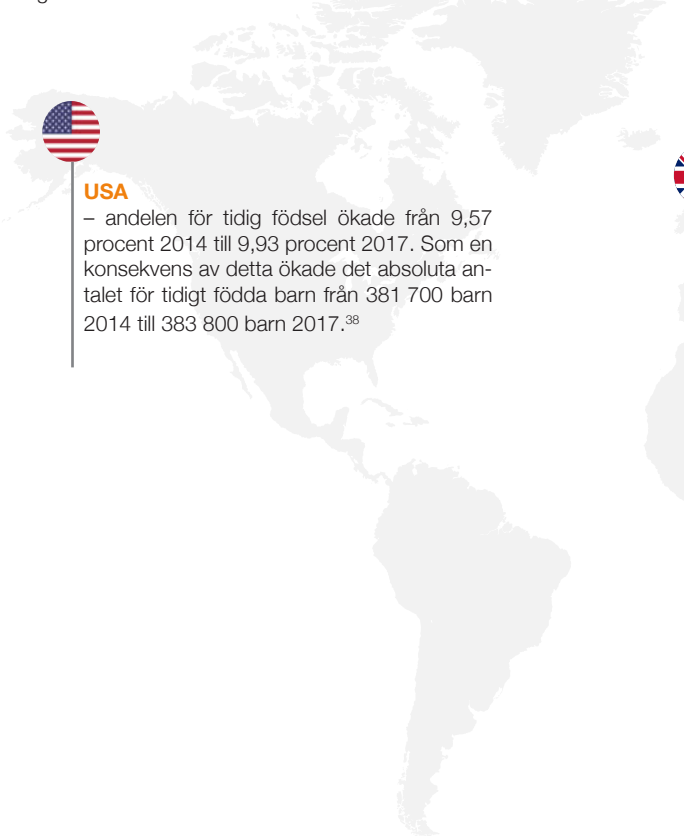 USA
– andelen för tidig födsel ökade från 9,57
procent 2014 till 9,93 procent 2017. Som en
konsekvens av detta ökade det absoluta an-
talet för tidigt födda barn från 381 700 barn
2014 till 383 800 barn 2017.³⁸